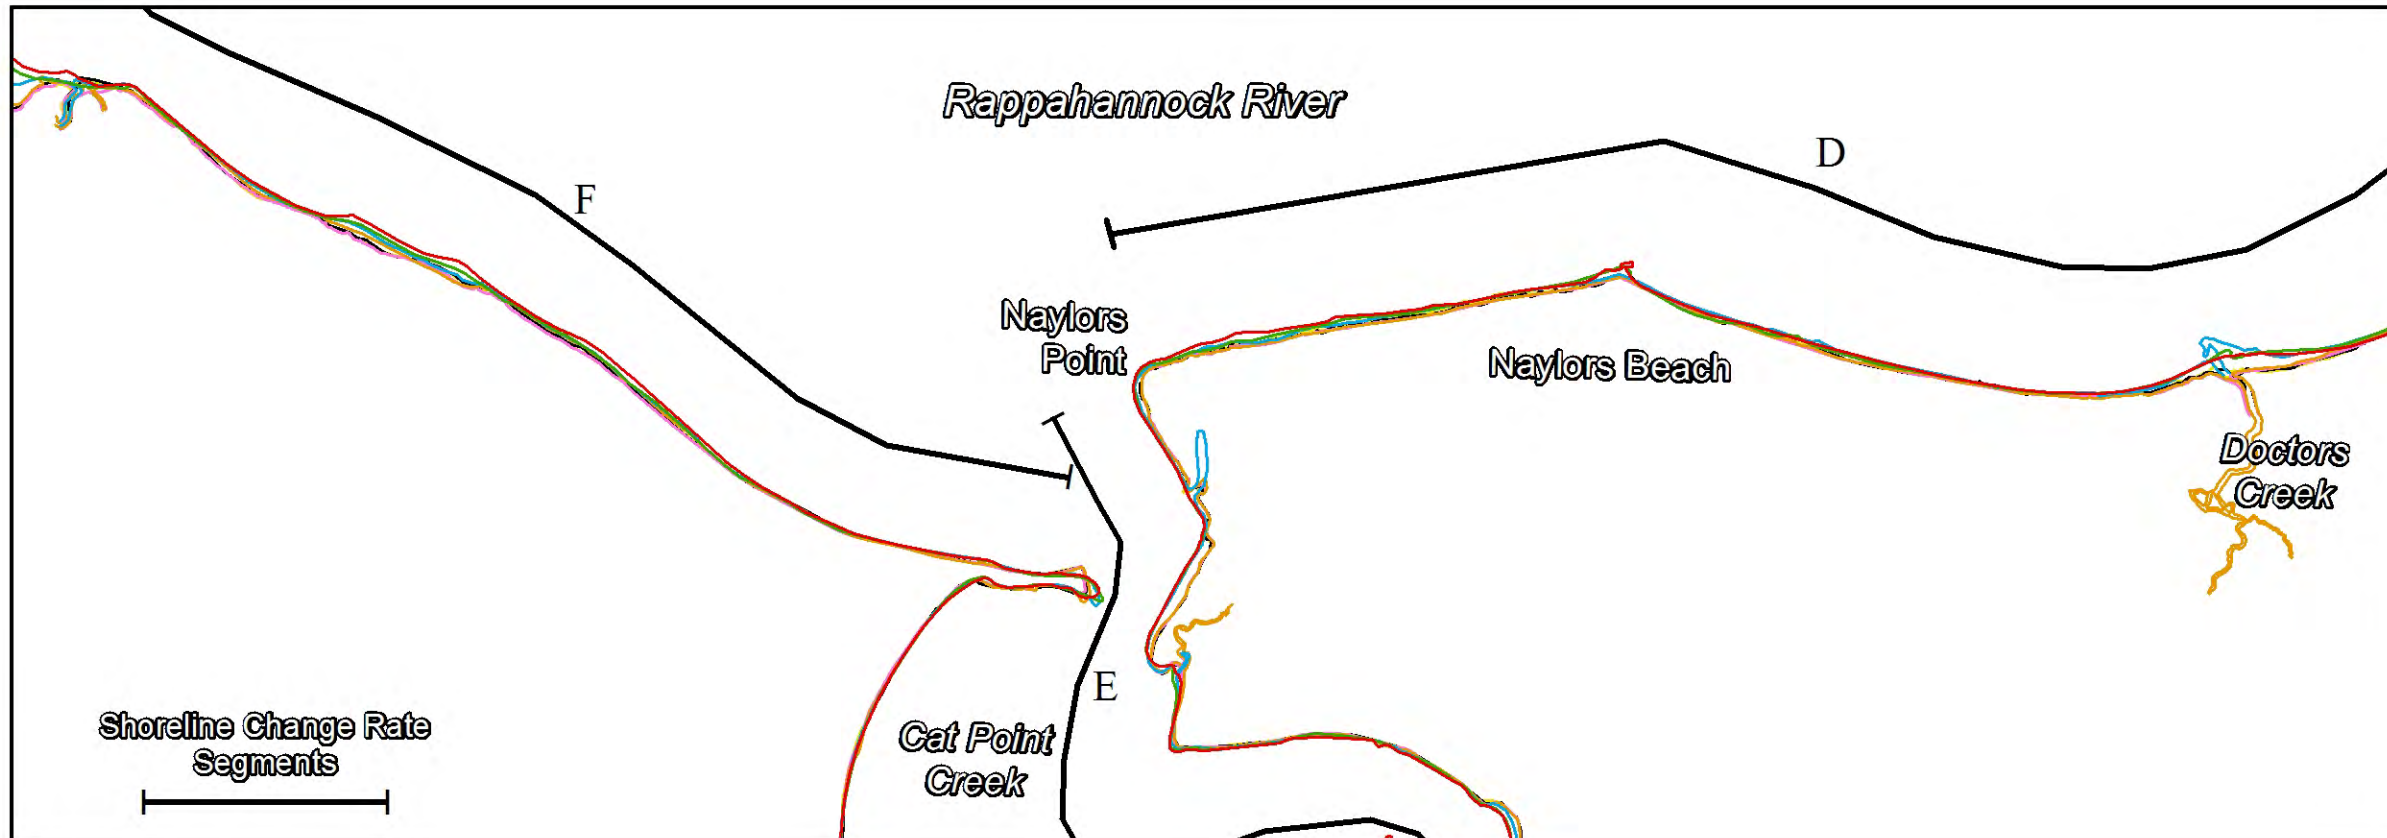 Rappahannock River
D
F
Naylors
Point
Naylors Beach
Doctors
Creek
E
Cat Point
Creek
Shoreline Change Rate
Segments